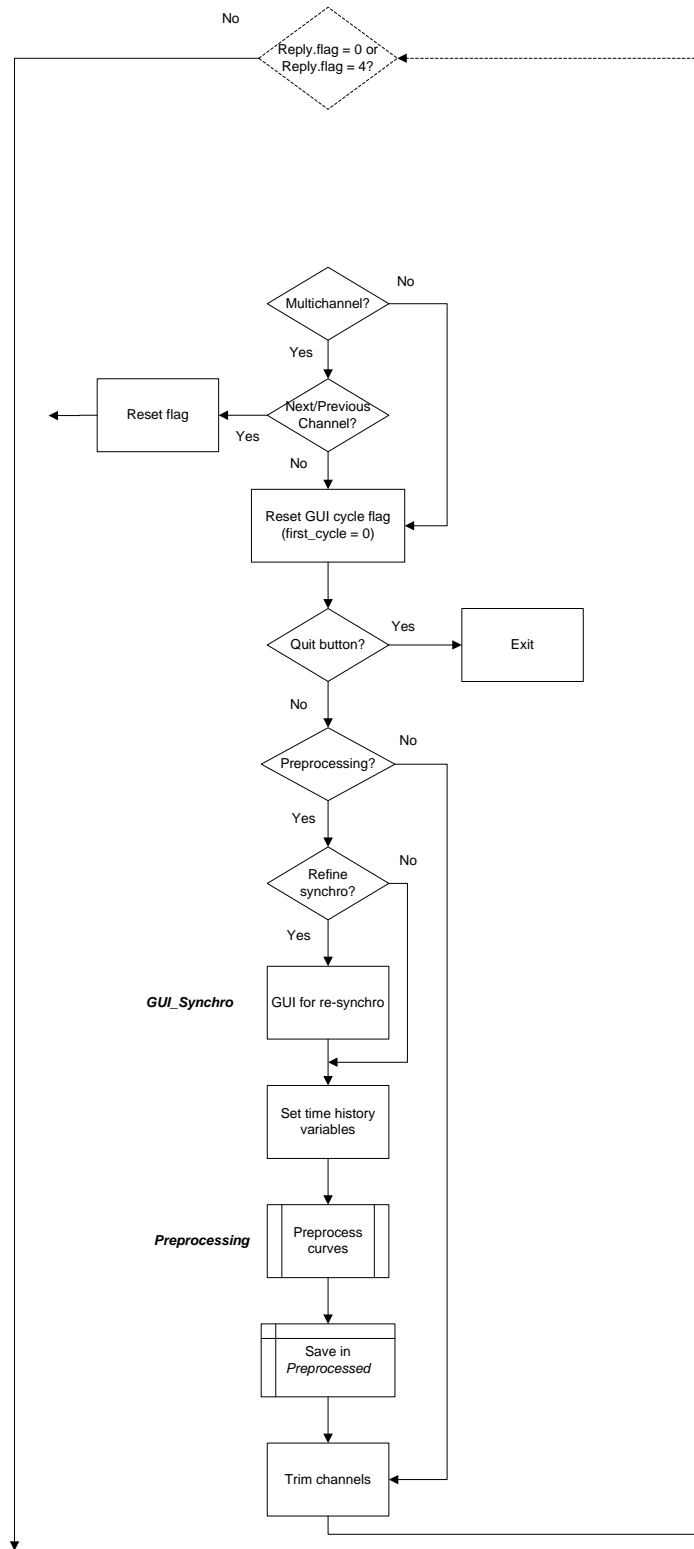 No
Reply.flag = 0 or
Reply.flag = 4?
No
Multichannel?
Yes
Next/Previous
Channel?
Reset flag
Yes
No
Reset GUI cycle flag
(first_cycle = 0)
Yes
Quit button?
Exit
No
No
Preprocessing?
Yes
No
Refine
synchro?
Yes
GUI_Synchro
GUI for re-synchro
Set time history
variables
Preprocessing
Preprocess
curves
Save in
Preprocessed
Trim channels